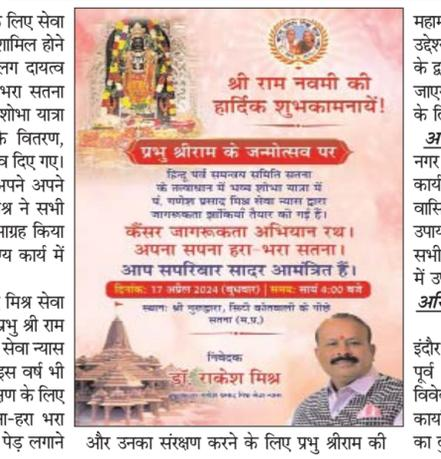 के लिए सेवा
शामिल होने
लग दायत्व
भरा सतना
शोभा यात्रा
के वितरण,
व दिए गए।
अपने अपने
मिश्र ने सभी
आग्रह किया
य कार्य में
मिश्र सेवा
प्रभु श्री राम
सेवा न्यास
इस वर्ष भी
क्षण के लिए
ना-हरा भरा
पेड़ लगाने
श्री राम नवमी की
हार्दिक शुभकामनायें!
प्रभु श्रीराम के जन्मोत्सव पर
हिन्दू पर्व समन्वय समिति सतना
के तत्वाधान में भव्य शोभा यात्रा में
पं. गणेश प्रसाद मिश्र सेवा न्यास द्वारा
जागरूकता झाँकियाँ तैयार की गई हैं।
कैंसर जागरूकता अभियान रथ।
अपना सपना हरा-भरा सतना।
आप सपरिवार सादर आमंत्रित हैं।
दिनांक: 17 अप्रैल 2024 (बुधवार) | समय: सायं 4:00 बजे
स्थान: श्री गुरुद्वारा, सिटी कोतवाली के पीछे
सतना (म.प्र.)
निवेदक
डॉ. राकेश मिश्र
और उनका संरक्षण करने के लिए प्रभु श्रीराम की
महाम
उद्देश
के द्व
जाए
के लि
नगर
कार्य
वासि
उपाय
सभी
में उ
इंदौर
पूर्व
विवे
काया
का